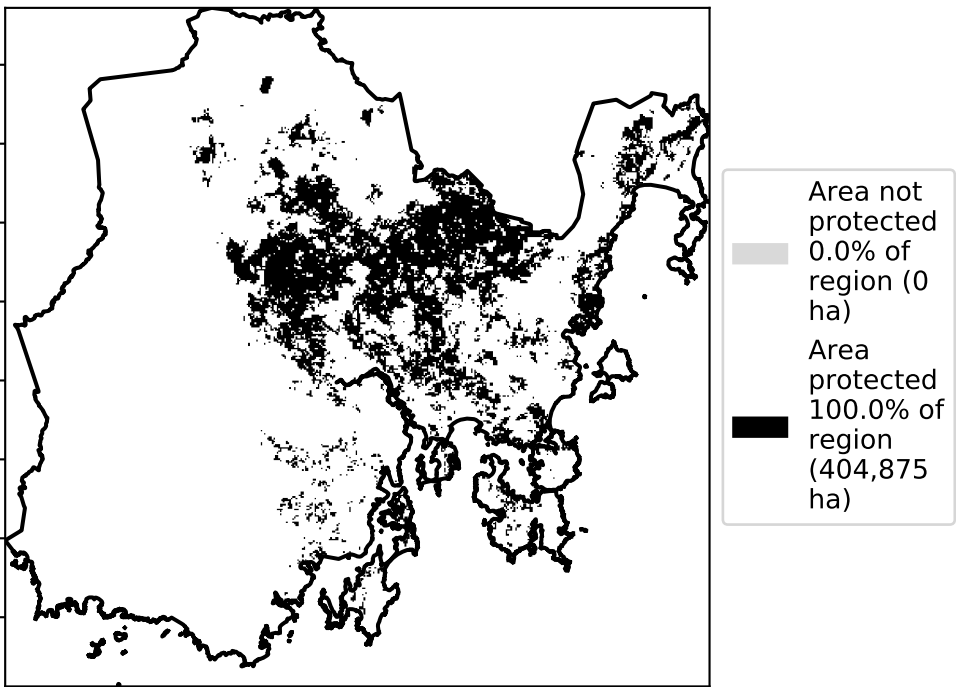 Area not
protected
0.0% of
region (0
ha)
Area
protected
100.0% of
region
(404,875
ha)